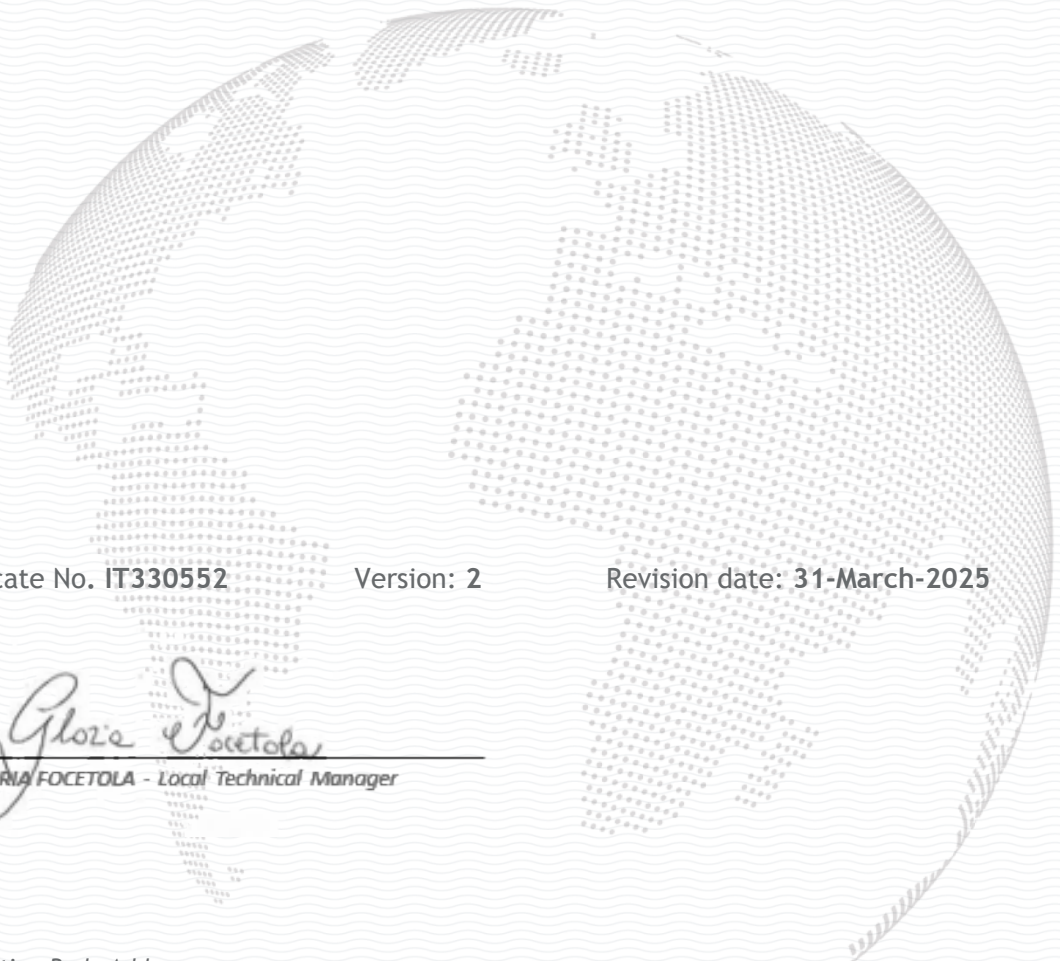 cate No. IT330552 Version: 2 Revision date: 31-March-2025
Gloria Focetola
RIA FOCETOLA - Local Technical Manager